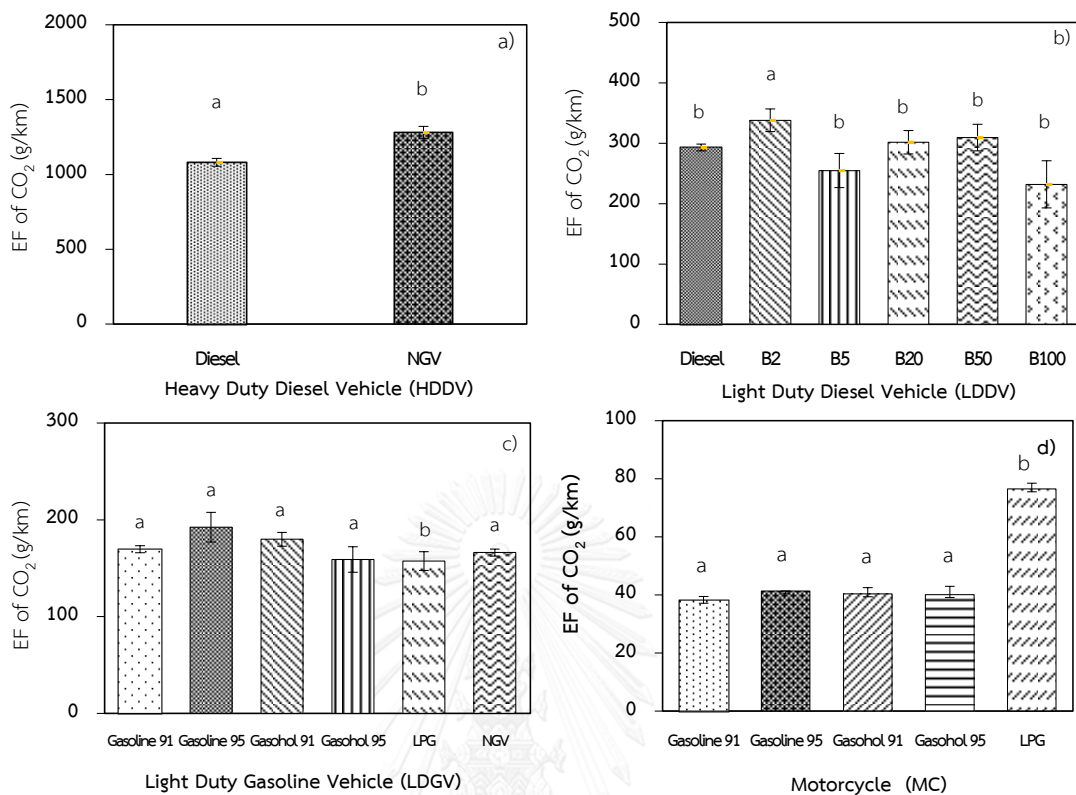 a)
EF of CO2 (g/km)
2000
1500
1000
500
0
a
b
Diesel
NGV
Heavy Duty Diesel Vehicle (HDDV)
b)
EF of CO2 (g/km)
500
400
300
200
100
0
b
a
b
b
b
b
Diesel
B2
B5
B20
B50
B100
Light Duty Diesel Vehicle (LDDV)
c)
EF of CO2 (g/km)
300
200
100
0
a
a
a
a
b
a
Gasoline 91
Gasoline 95
Gasohol 91
Gasohol 95
LPG
NGV
Light Duty Gasoline Vehicle (LDGV)
d)
EF of CO2 (g/km)
100
80
60
40
20
0
a
a
a
a
b
Gasoline 91
Gasoline 95
Gasohol 91
Gasohol 95
LPG
Motorcycle (MC)